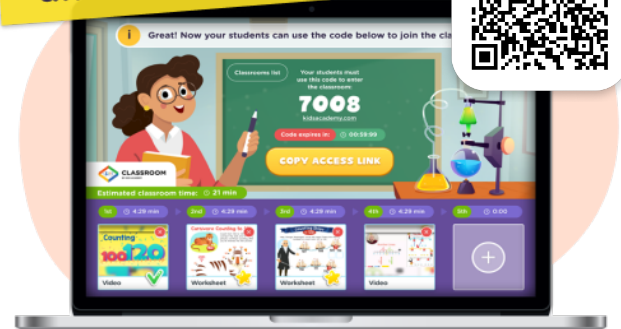 Great! Now your students can use the code below to join the cla
Classrooms list
Your students must
use this code to enter
the classroom:
7008
kidsacademy.com
Code expires in: 00:59:99
COPY ACCESS LINK
CLASSROOM
Estimated classroom time: 21 min
1st 4:29 min
2nd 4:29 min
3rd 4:29 min
4th 4:29 min
5th 0:00
Counting
100 120
Video
Worksheet
Worksheet
Video